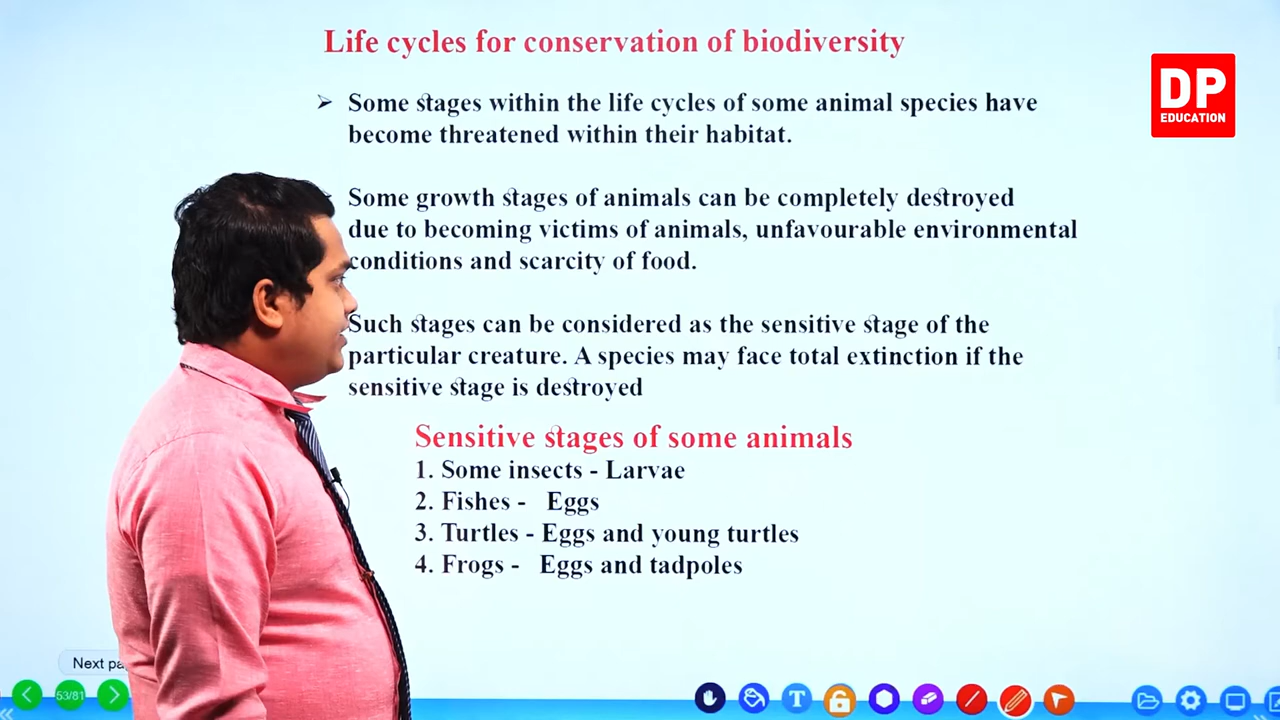 Life cycles for conservation of biodiversity
DP
EDUCATION
➢ Some stages within the life cycles of some animal species have
become threatened within their habitat.
Some growth stages of animals can be completely destroyed
due to becoming victims of animals, unfavourable environmental
conditions and scarcity of food.
Such stages can be considered as the sensitive stage of the
particular creature. A species may face total extinction if the
sensitive stage is destroyed
Sensitive stages of some animals
1. Some insects - Larvae
2. Fishes - Eggs
3. Turtles - Eggs and young turtles
4. Frogs - Eggs and tadpoles
Next
53/81
T